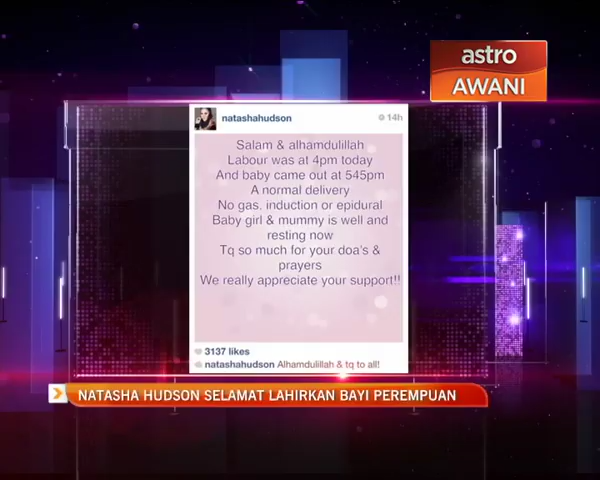 astro
AWANI
natashahudson
14h
Salam & alhamdulillah
Labour was at 4pm today
And baby came out at 545pm
A normal delivery
No gas, induction or epidural
Baby girl & mummy is well and
resting now
Tq so much for your doa's &
prayers
We really appreciate your support!!
3137 likes
natashahudson Alhamdulillah & tq to all!
NATASHA HUDSON SELAMAT LAHIRKAN BAYI PEREMPUAN